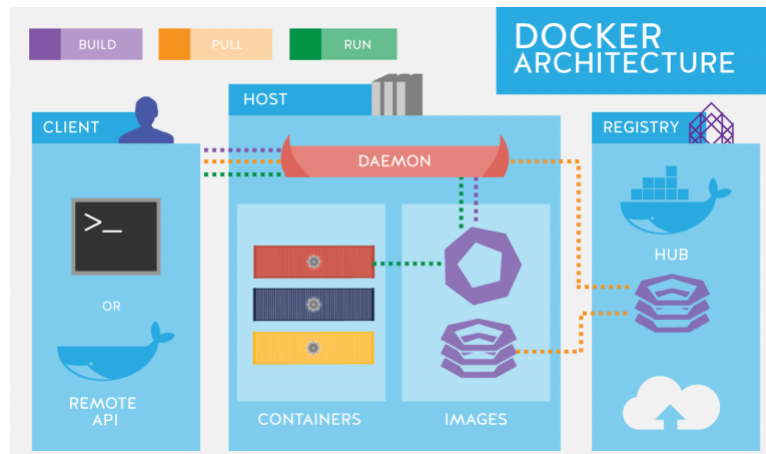 BUILD
PULL
RUN
DOCKER
ARCHITECTURE
CLIENT
HOST
REGISTRY
DAEMON
>_
OR
REMOTE
API
CONTAINERS
IMAGES
HUB